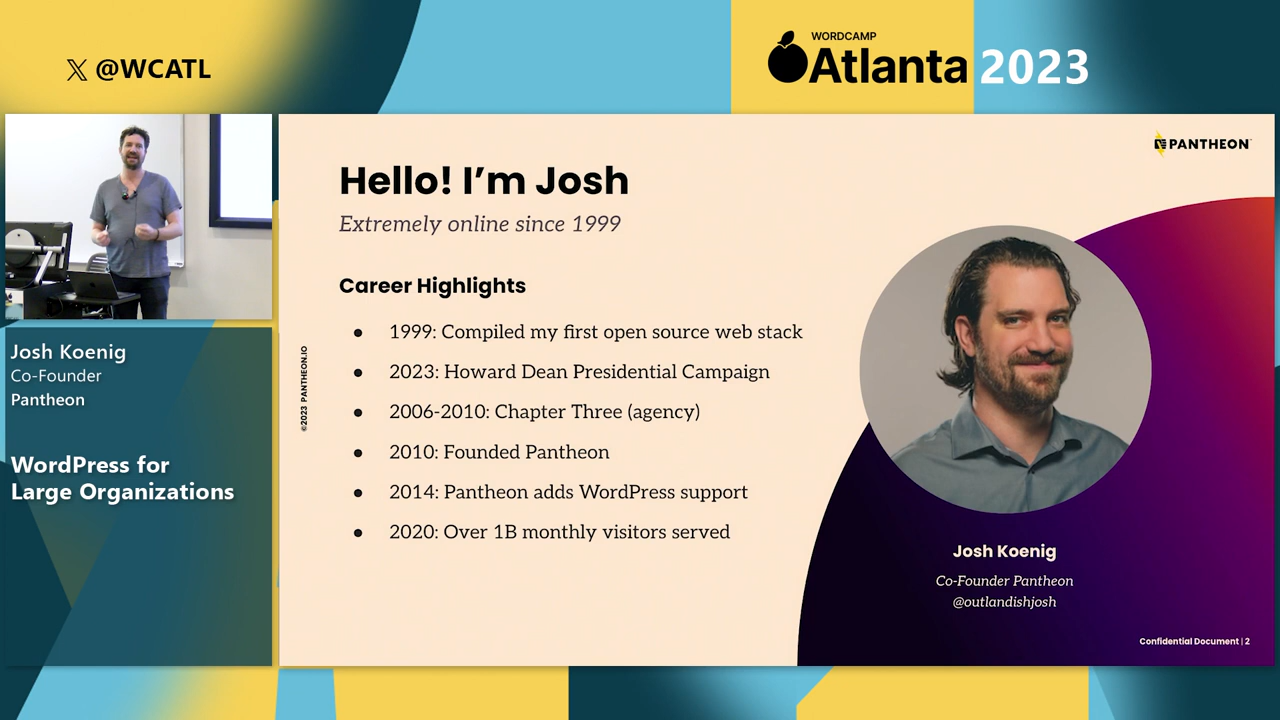 𝕏 @WCATL
WORDCAMP
Atlanta 2023
PANTHEON
Hello! I’m Josh
Extremely online since 1999
Career Highlights
● 1999: Compiled my first open source web stack
● 2023: Howard Dean Presidential Campaign
● 2006-2010: Chapter Three (agency)
● 2010: Founded Pantheon
● 2014: Pantheon adds WordPress support
● 2020: Over 1B monthly visitors served
©2023 PANTHEON.IO
Josh Koenig
Co-Founder Pantheon
@outlandishjosh
Confidential Document | 2
Josh Koenig
Co-Founder
Pantheon
WordPress for
Large Organizations